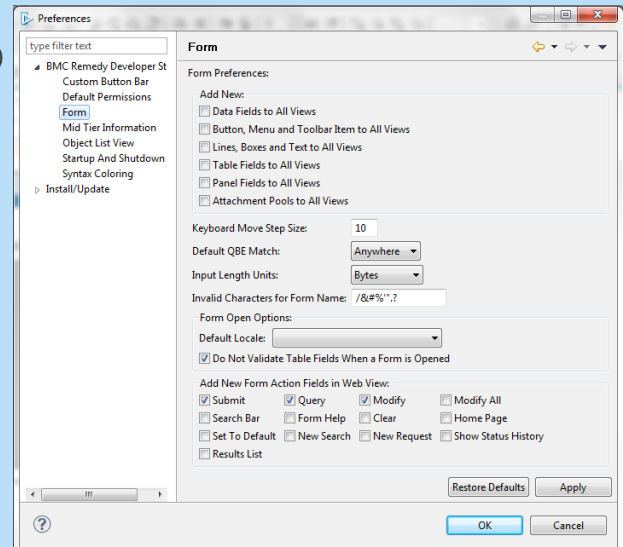 Preferences
type filter text
BMC Remedy Developer St
Custom Button Bar
Default Permissions
Form
Mid Tier Information
Object List View
Startup And Shutdown
Syntax Coloring
Install/Update
Form
Form Preferences:
Add New:
Data Fields to All Views
Button, Menu and Toolbar Item to All Views
Lines, Boxes and Text to All Views
Table Fields to All Views
Panel Fields to All Views
Attachment Pools to All Views
Keyboard Move Step Size: 10
Default QBE Match: Anywhere
Input Length Units: Bytes
Invalid Characters for Form Name: /&#%'".?
Form Open Options:
Default Locale:
Do Not Validate Table Fields When a Form is Opened
Add New Form Action Fields in Web View:
Submit Query Modify Modify All
Search Bar Form Help Clear Home Page
Set To Default New Search New Request Show Status History
Results List
Restore Defaults Apply
OK Cancel